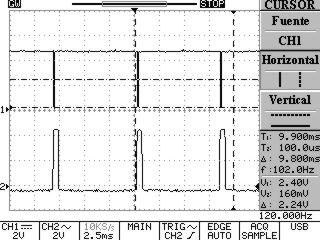 GW STOP CURSOR
Fuente
CH1
Horizontal
Vertical
1
T₁: 9.900ms
T₂: 100.0us
Δ: 9.800ms
f: 102.0Hz
2
V₁: 2.40V
V₂: 160mV
Δ: 2.24V
120.000Hz
CH1 CH2 10KS/s MAIN TRIG EDGE ACQ USB
2V 2V 2.5ms CH2 AUTO SAMPLE